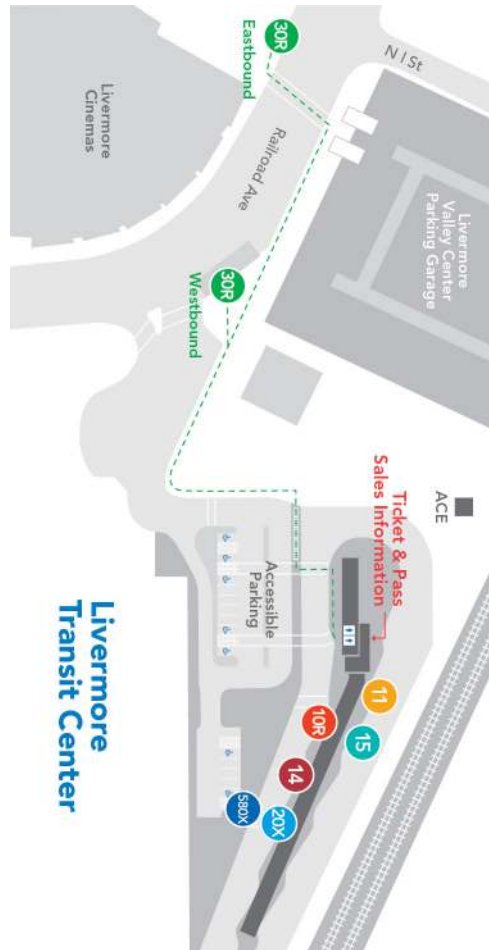 N I St
30R
Eastbound
Livermore
Cinemas
Railroad Ave
Livermore
Valley Center
Parking Garage
30R
Westbound
ACE
Ticket & Pass
Sales Information
Accessible
Parking
11
15
10R
14
20X
580X
Livermore
Transit Center